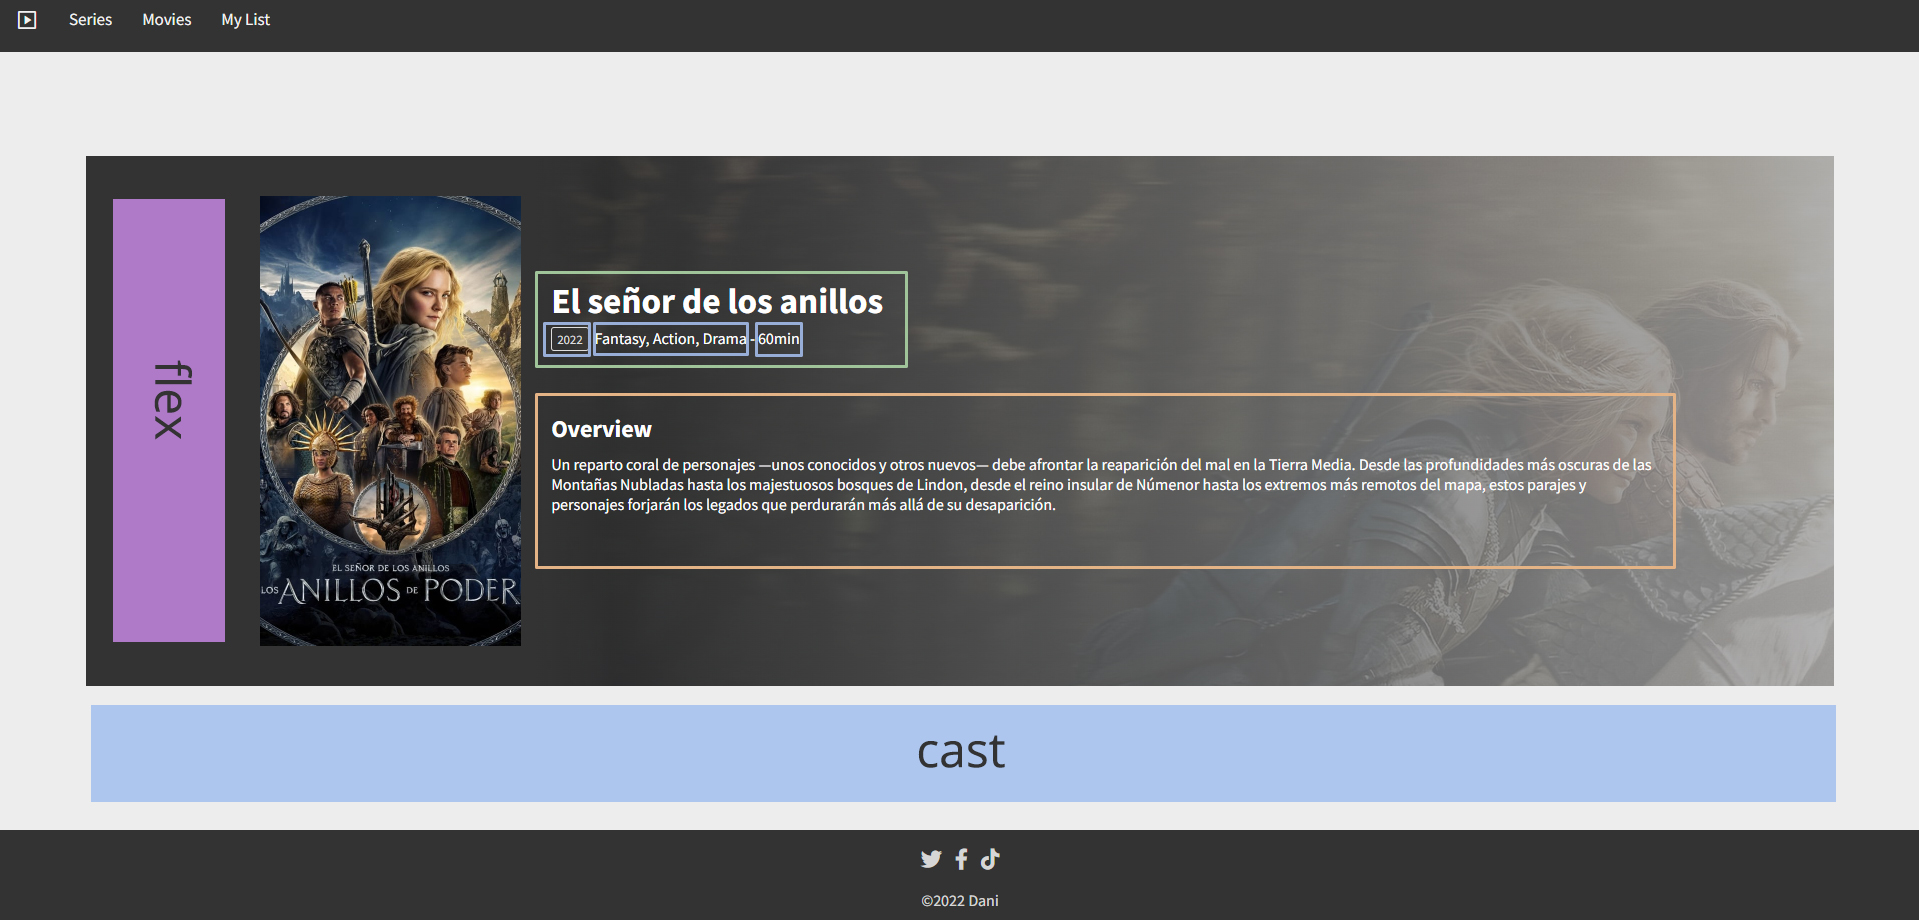 Series Movies My List
flex
EL SEÑOR DE LOS ANILLOS
LOS ANILLOS DE PODER
El señor de los anillos
2022 Fantasy, Action, Drama - 60min
Overview
Un reparto coral de personajes —unos conocidos y otros nuevos— debe afrontar la reaparición del mal en la Tierra Media. Desde las profundidades más oscuras de las
Montañas Nubladas hasta los majestuosos bosques de Lindon, desde el reino insular de Númenor hasta los extremos más remotos del mapa, estos parajes y
personajes forjarán los legados que perdurarán más allá de su desaparición.
cast
©2022 Dani